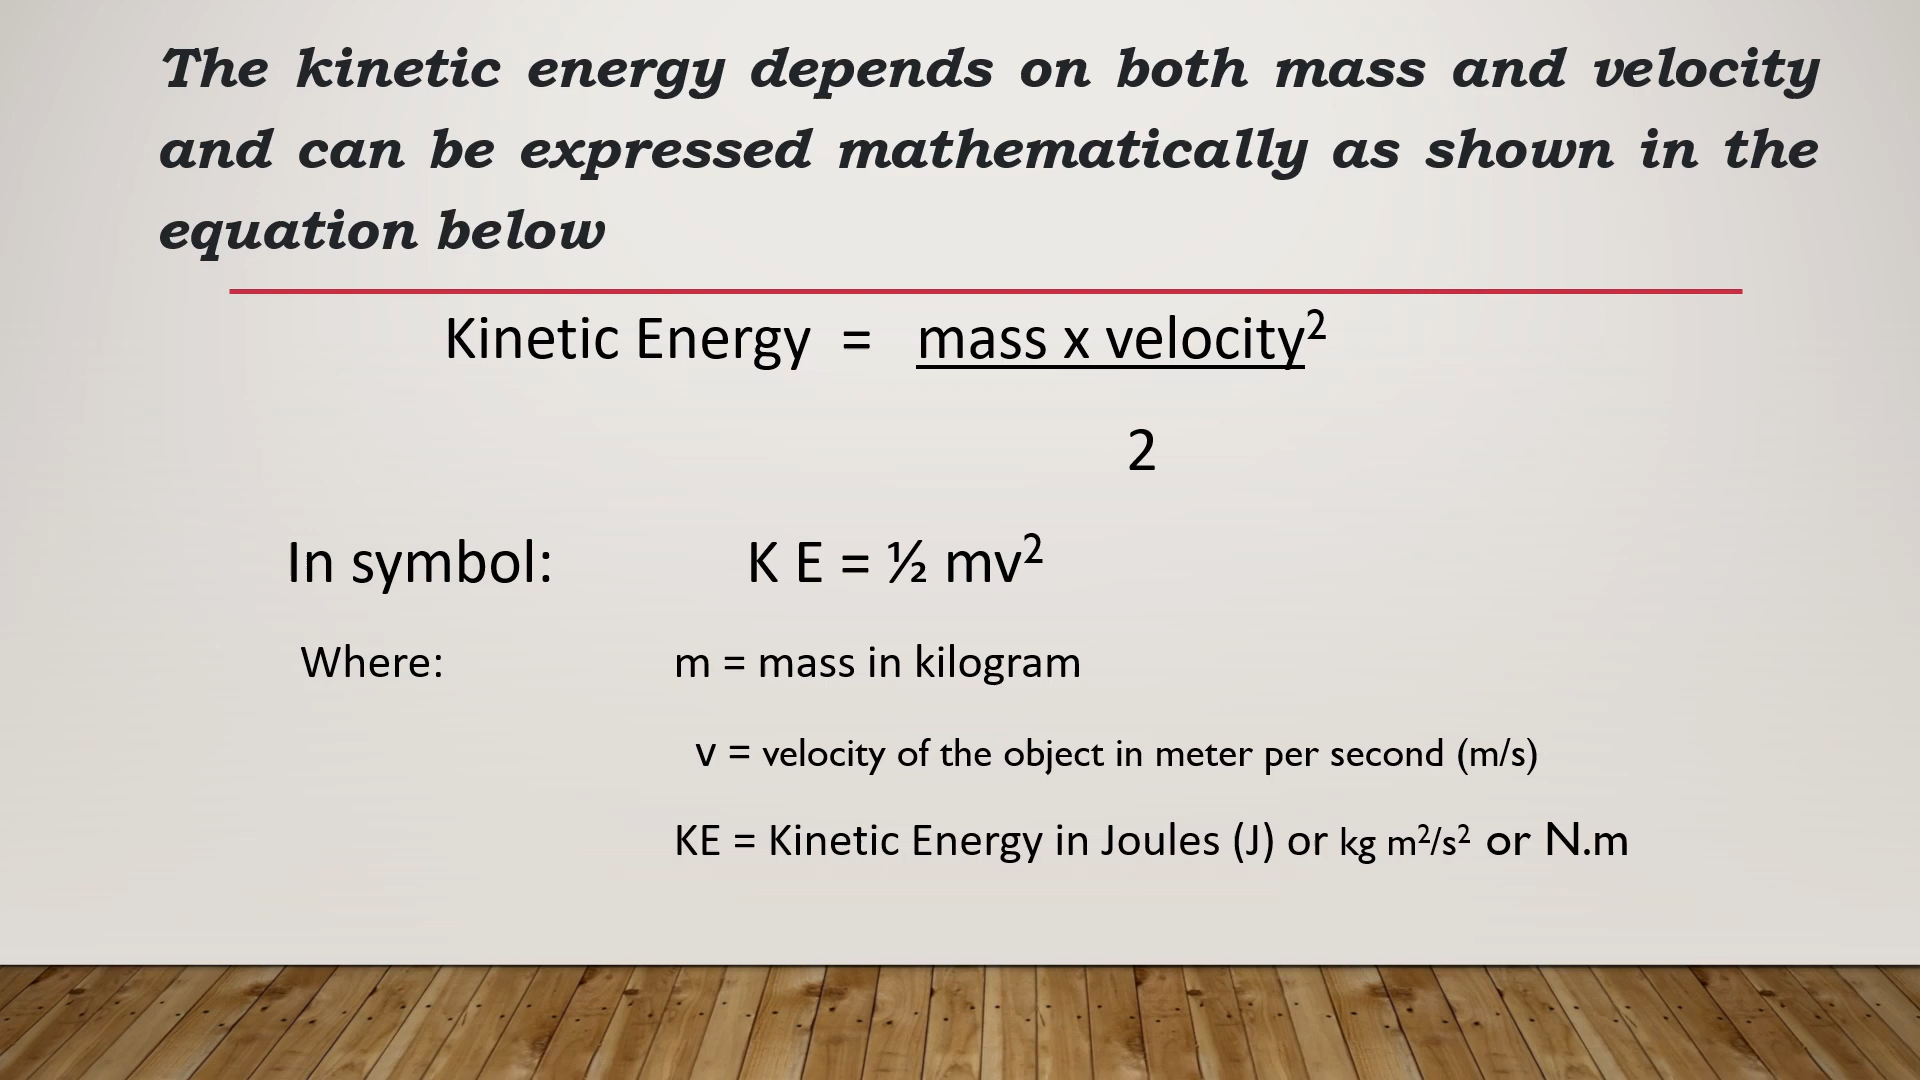 The kinetic energy depends on both mass and velocity
and can be expressed mathematically as shown in the
equation below
Kinetic Energy = mass x velocity²
2
In symbol: K E = ½ mv²
Where: m = mass in kilogram
v = velocity of the object in meter per second (m/s)
KE = Kinetic Energy in Joules (J) or kg m²/s² or N.m